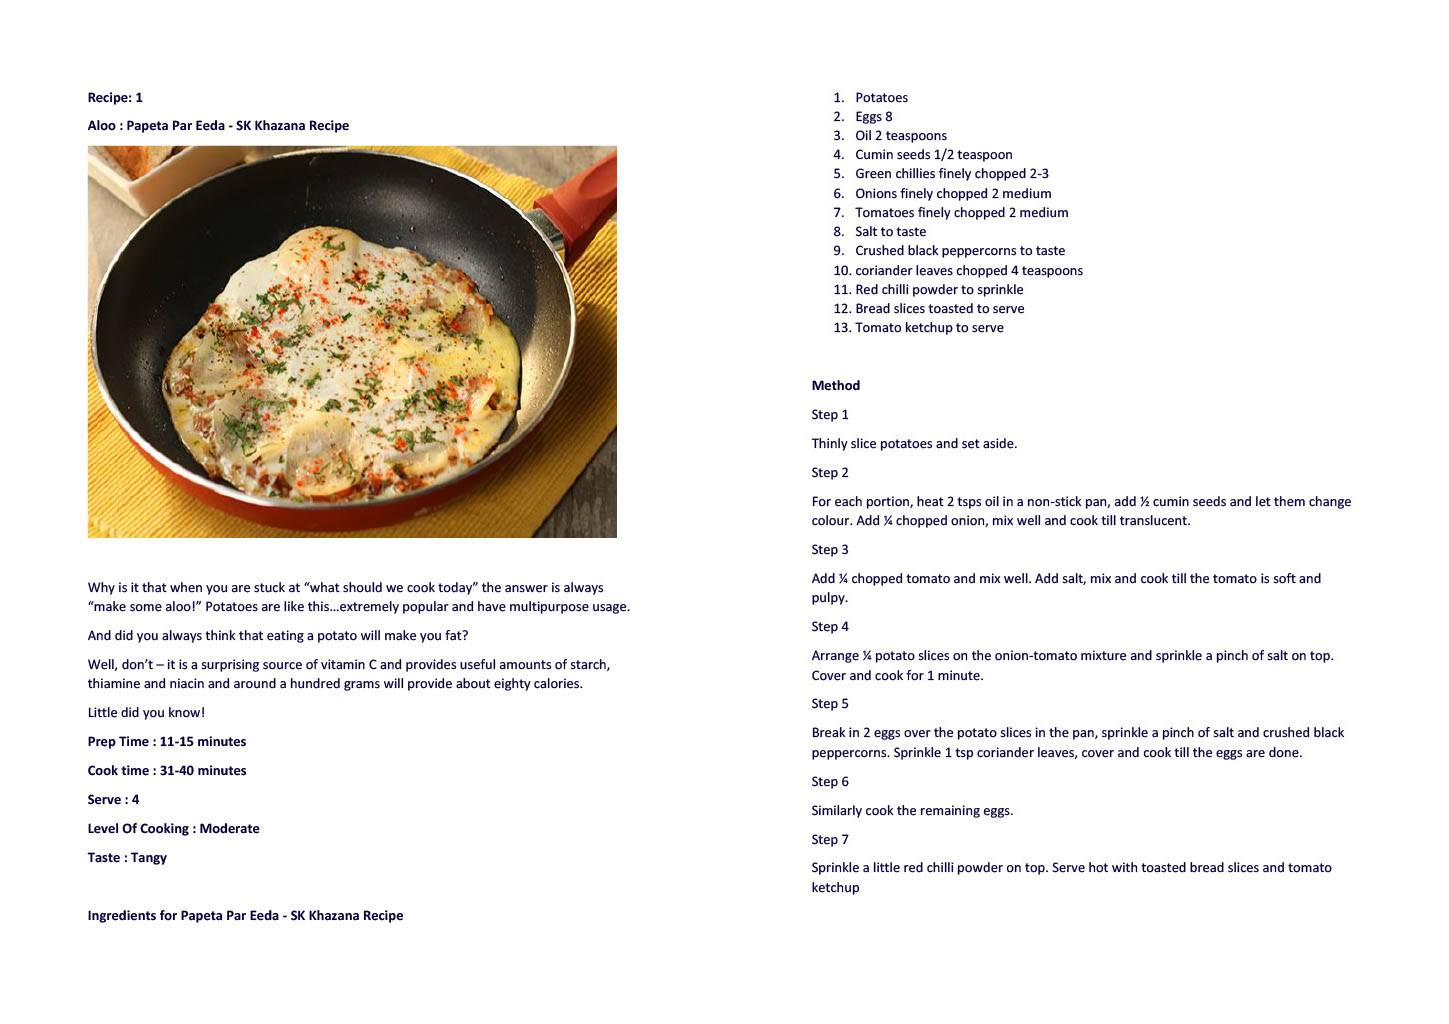 Recipe: 1
Aloo : Papeta Par Eeda - SK Khazana Recipe
Why is it that when you are stuck at “what should we cook today” the answer is always
“make some aloo!” Potatoes are like this…extremely popular and have multipurpose usage.
And did you always think that eating a potato will make you fat?
Well, don’t – it is a surprising source of vitamin C and provides useful amounts of starch,
thiamine and niacin and around a hundred grams will provide about eighty calories.
Little did you know!
Prep Time : 11-15 minutes
Cook time : 31-40 minutes
Serve : 4
Level Of Cooking : Moderate
Taste : Tangy
Ingredients for Papeta Par Eeda - SK Khazana Recipe
1. Potatoes
2. Eggs 8
3. Oil 2 teaspoons
4. Cumin seeds 1/2 teaspoon
5. Green chillies finely chopped 2-3
6. Onions finely chopped 2 medium
7. Tomatoes finely chopped 2 medium
8. Salt to taste
9. Crushed black peppercorns to taste
10. coriander leaves chopped 4 teaspoons
11. Red chilli powder to sprinkle
12. Bread slices toasted to serve
13. Tomato ketchup to serve
Method
Step 1
Thinly slice potatoes and set aside.
Step 2
For each portion, heat 2 tsps oil in a non-stick pan, add ½ cumin seeds and let them change
colour. Add ¼ chopped onion, mix well and cook till translucent.
Step 3
Add ¼ chopped tomato and mix well. Add salt, mix and cook till the tomato is soft and
pulpy.
Step 4
Arrange ¼ potato slices on the onion-tomato mixture and sprinkle a pinch of salt on top.
Cover and cook for 1 minute.
Step 5
Break in 2 eggs over the potato slices in the pan, sprinkle a pinch of salt and crushed black
peppercorns. Sprinkle 1 tsp coriander leaves, cover and cook till the eggs are done.
Step 6
Similarly cook the remaining eggs.
Step 7
Sprinkle a little red chilli powder on top. Serve hot with toasted bread slices and tomato
ketchup